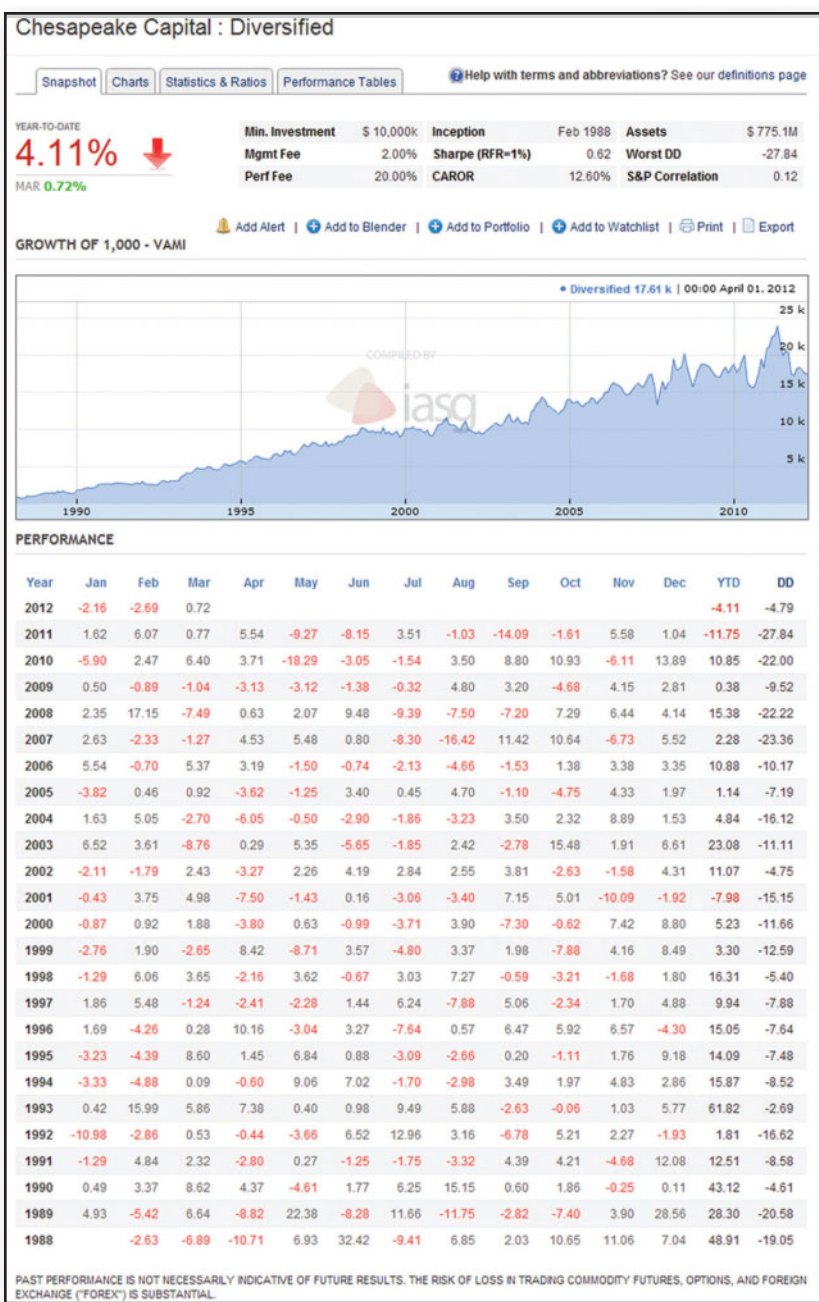 Chesapeake Capital : Diversified
Snapshot Charts Statistics & Ratios Performance Tables Help with terms and abbreviations? See our definitions page
YEAR-TO-DATE
4.11%
MAR 0.72%
Min. Investment $ 10,000k Inception Feb 1988 Assets $ 775.1M
Mgmt Fee 2.00% Sharpe (RFR=1%) 0.62 Worst DD -27.84
Perf Fee 20.00% CAROR 12.60% S&P Correlation 0.12
Add Alert | Add to Blender | Add to Portfolio | Add to Watchlist | Print | Export
GROWTH OF 1,000 - VAMI
• Diversified 17.61 k | 00:00 April 01, 2012
25 k
20 k
COMPILED BY
15 k
iasg
10 k
5 k
1990 1995 2000 2005 2010
PERFORMANCE
Year Jan Feb Mar Apr May Jun Jul Aug Sep Oct Nov Dec YTD DD
2012 -2.16 -2.69 0.72 -4.11 -4.79
2011 1.62 6.07 0.77 5.54 -9.27 -8.15 3.51 -1.03 -14.09 -1.61 5.58 1.04 -11.75 -27.84
2010 -5.90 2.47 6.40 3.71 -18.29 -3.05 -1.54 3.50 8.80 10.93 -6.11 13.89 10.85 -22.00
2009 0.50 -0.89 -1.04 -3.13 -3.12 -1.38 -0.32 4.80 3.20 -4.68 4.15 2.81 0.38 -9.52
2008 2.35 17.15 -7.49 0.63 2.07 9.48 -9.39 -7.50 -7.20 7.29 6.44 4.14 15.38 -22.22
2007 2.63 -2.33 -1.27 4.53 5.48 0.80 -8.30 -16.42 11.42 10.64 -6.73 5.52 2.28 -23.36
2006 5.54 -0.70 5.37 3.19 -1.50 -0.74 -2.13 -4.66 -1.53 1.38 3.38 3.35 10.88 -10.17
2005 -3.82 0.46 0.92 -3.62 -1.25 3.40 0.45 4.70 -1.10 -4.75 4.33 1.97 1.14 -7.19
2004 1.63 5.05 -2.70 -6.05 -0.50 -2.90 -1.86 -3.23 3.50 2.32 8.89 1.53 4.84 -16.12
2003 6.52 3.61 -8.76 0.29 5.35 -5.65 -1.85 2.42 -2.78 15.48 1.91 6.61 23.08 -11.11
2002 -2.11 -1.79 2.43 -3.27 2.26 4.19 2.84 2.55 3.81 -2.63 -1.58 4.31 11.07 -4.75
2001 -0.43 3.75 4.98 -7.50 -1.43 0.16 -3.06 -3.40 7.15 5.01 -10.09 -1.92 -7.98 -15.15
2000 -0.87 0.92 1.88 -3.80 0.63 -0.99 -3.71 3.90 -7.30 -0.62 7.42 8.80 5.23 -11.66
1999 -2.76 1.90 -2.65 8.42 -8.71 3.57 -4.80 3.37 1.98 -7.88 4.16 8.49 3.30 -12.59
1998 -1.29 6.06 3.65 -2.16 3.62 -0.67 3.03 7.27 -0.59 -3.21 -1.68 1.80 16.31 -5.40
1997 1.86 5.48 -1.24 -2.41 -2.28 1.44 6.24 -7.88 5.06 -2.34 1.70 4.88 9.94 -7.88
1996 1.69 -4.26 0.28 10.16 -3.04 3.27 -7.64 0.57 6.47 5.92 6.57 -4.30 15.05 -7.64
1995 -3.23 -4.39 8.60 1.45 6.84 0.88 -3.09 -2.66 0.20 -1.11 1.76 9.18 14.09 -7.48
1994 -3.33 -4.88 0.09 -0.60 9.06 7.02 -1.70 -2.98 3.49 1.97 4.83 2.86 15.87 -8.52
1993 0.42 15.99 5.86 7.38 0.40 0.98 9.49 5.88 -2.63 -0.06 1.03 5.77 61.82 -2.69
1992 -10.98 -2.86 0.53 -0.44 -3.66 6.52 12.96 3.16 -6.78 5.21 2.27 -1.93 1.81 -16.62
1991 -1.29 4.84 2.32 -2.80 0.27 -1.25 -1.75 -3.32 4.39 4.21 -4.68 12.08 12.51 -8.58
1990 0.49 3.37 8.62 4.37 -4.61 1.77 6.25 15.15 0.60 1.86 -0.25 0.11 43.12 -4.61
1989 4.93 -5.42 6.64 -8.82 22.38 -8.28 11.66 -11.75 -2.82 -7.40 3.90 28.56 28.30 -20.58
1988 -2.63 -6.89 -10.71 6.93 32.42 -9.41 6.85 2.03 10.65 11.06 7.04 48.91 -19.05
PAST PERFORMANCE IS NOT NECESSARILY INDICATIVE OF FUTURE RESULTS. THE RISK OF LOSS IN TRADING COMMODITY FUTURES, OPTIONS, AND FOREIGN
EXCHANGE ("FOREX") IS SUBSTANTIAL.